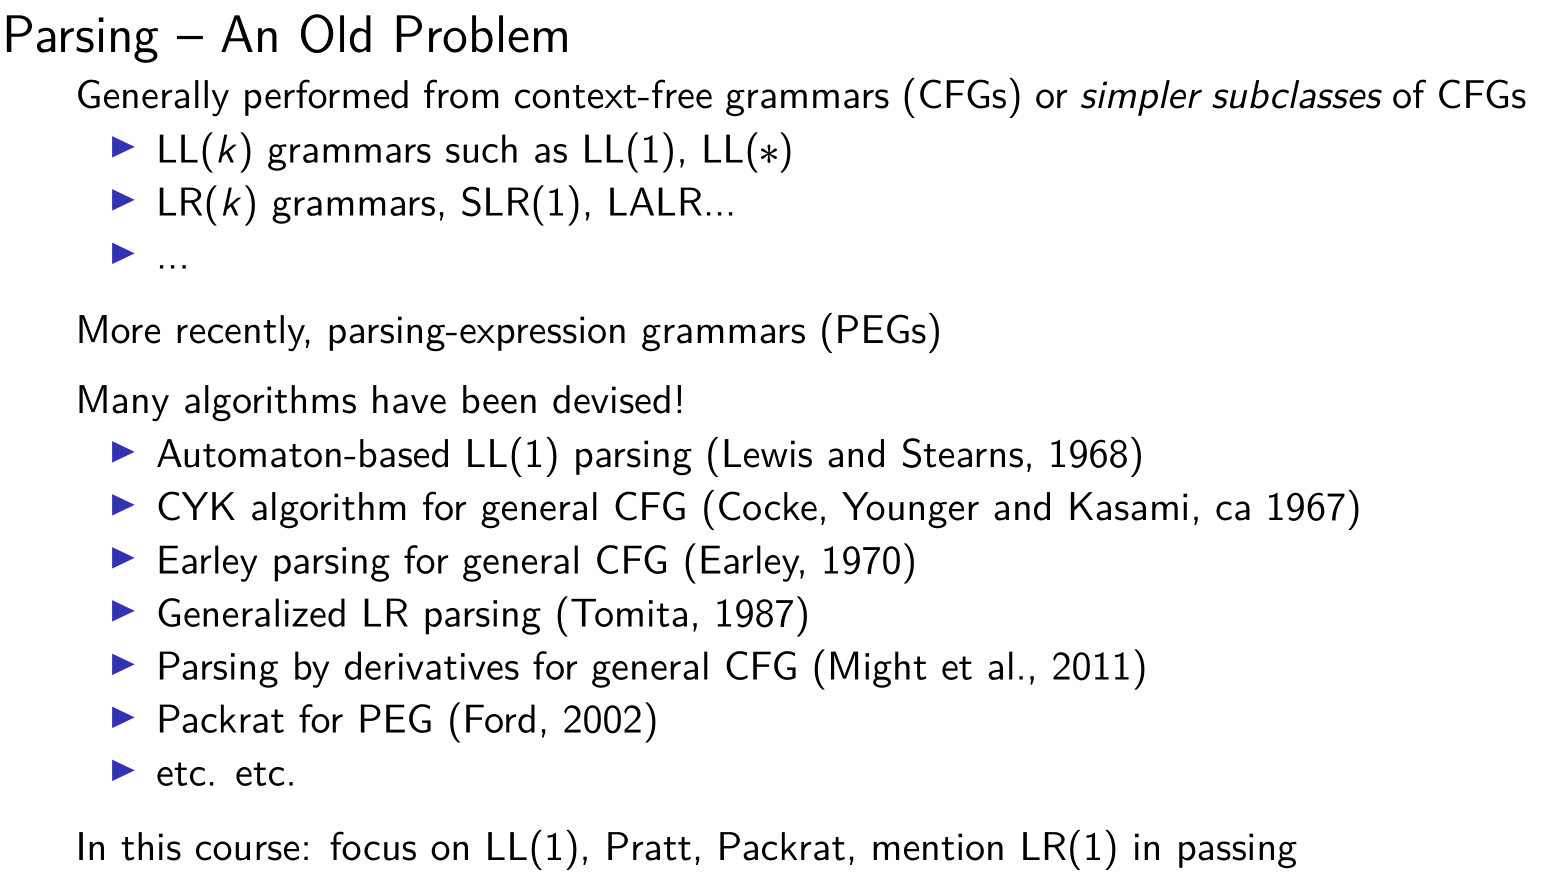 Parsing – An Old Problem
Generally performed from context-free grammars (CFGs) or simpler subclasses of CFGs
▶ LL(k) grammars such as LL(1), LL(∗)
▶ LR(k) grammars, SLR(1), LALR...
▶ ...
More recently, parsing-expression grammars (PEGs)
Many algorithms have been devised!
▶ Automaton-based LL(1) parsing (Lewis and Stearns, 1968)
▶ CYK algorithm for general CFG (Cocke, Younger and Kasami, ca 1967)
▶ Earley parsing for general CFG (Earley, 1970)
▶ Generalized LR parsing (Tomita, 1987)
▶ Parsing by derivatives for general CFG (Might et al., 2011)
▶ Packrat for PEG (Ford, 2002)
▶ etc. etc.
In this course: focus on LL(1), Pratt, Packrat, mention LR(1) in passing